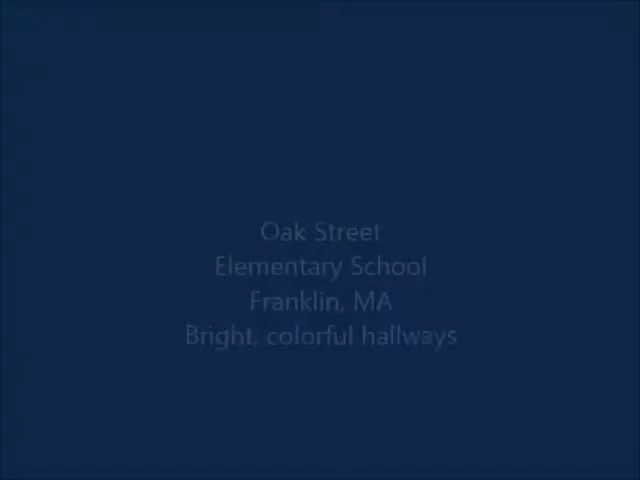 Oak Street
Elementary School
Franklin, MA
Bright, colorful hallways